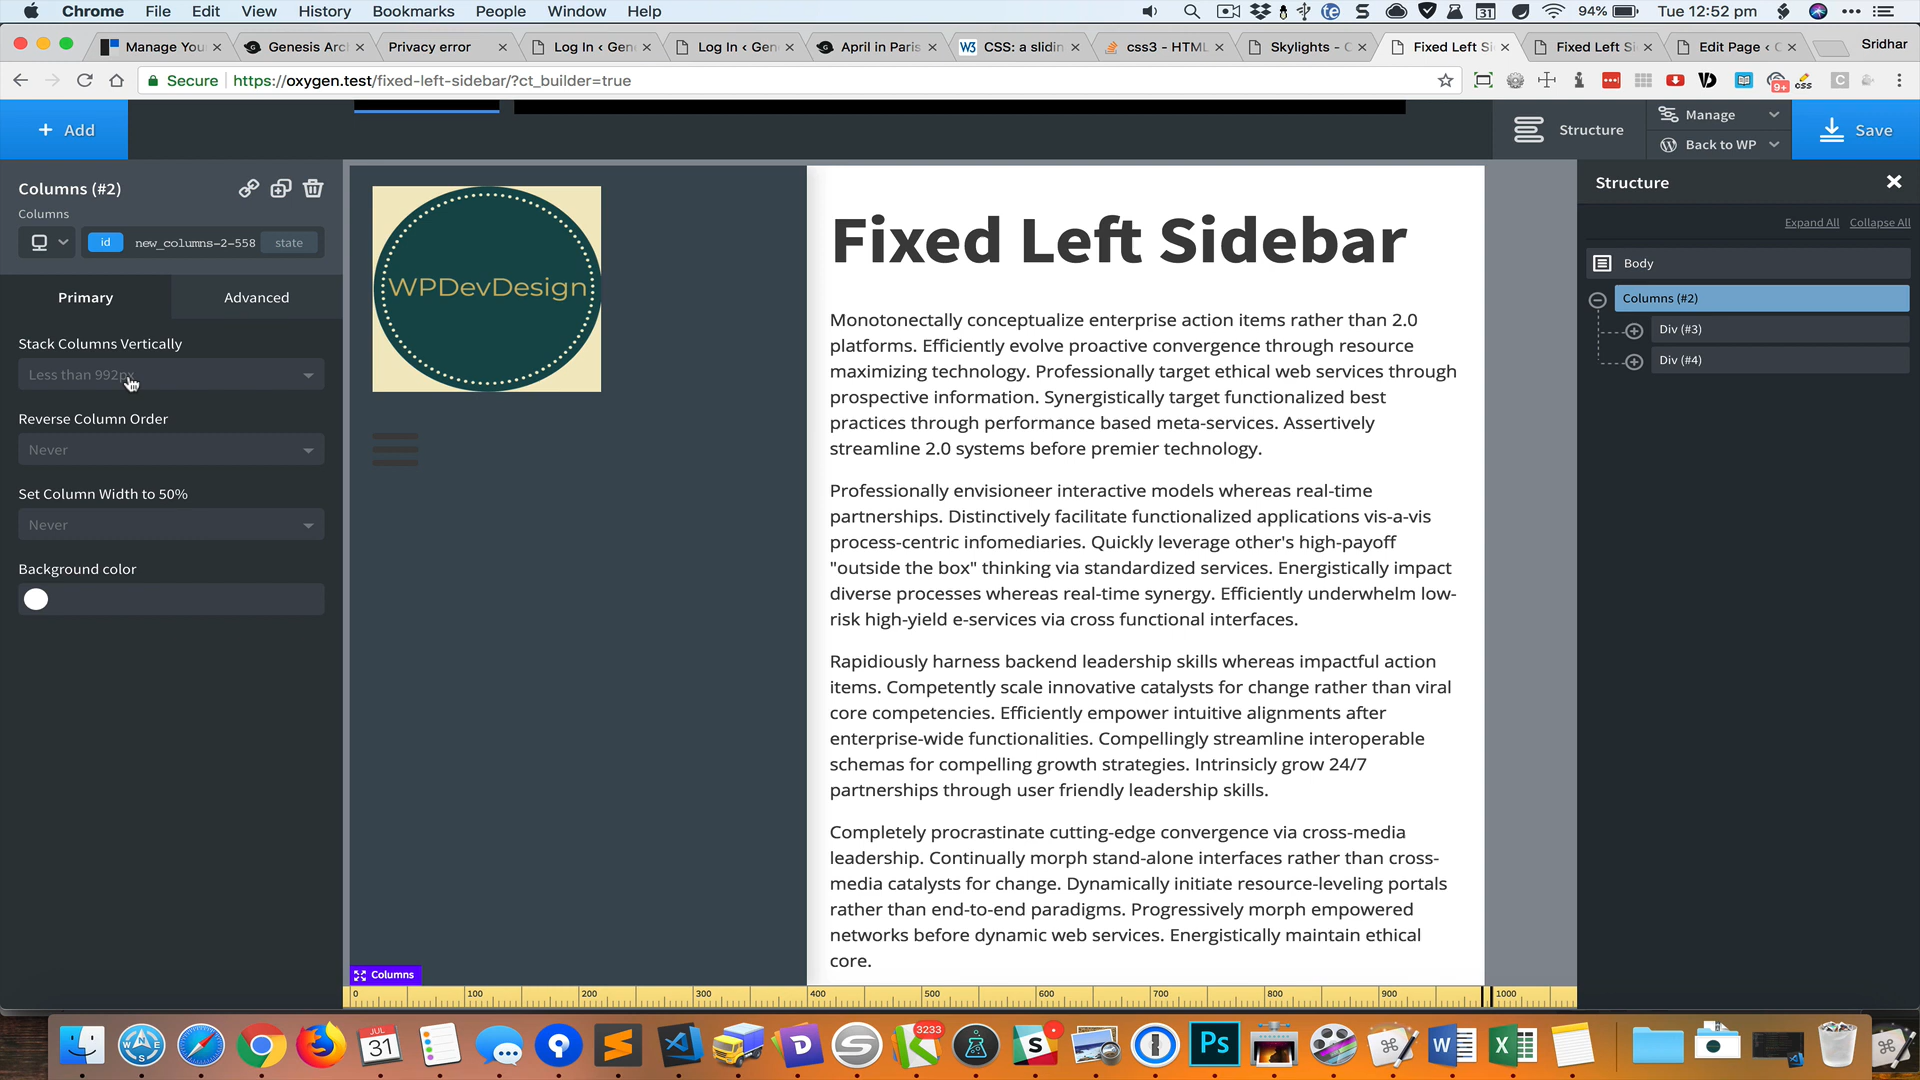 Chrome File Edit View History Bookmarks People Window Help
94% Tue 12:52 pm
Manage You
Genesis Arc
Privacy error
Log In ‹ Gen
Log In ‹ Gen
April in Paris
CSS: a slidin
css3 - HTML
Skylights - C
Fixed Left Si
Fixed Left S
Edit Page ‹ C
Sridhar
Secure https://oxygen.test/fixed-left-sidebar/?ct_builder=true
+ Add
Structure
Manage
Back to WP
Save
Columns (#2)
Columns
id new_columns-2-558 state
Primary Advanced
Stack Columns Vertically
Less than 992px
Reverse Column Order
Never
Set Column Width to 50%
Never
Background color
WPDevDesign
Fixed Left Sidebar
Monotonectally conceptualize enterprise action items rather than 2.0
platforms. Efficiently evolve proactive convergence through resource
maximizing technology. Professionally target ethical web services through
prospective information. Synergistically target functionalized best
practices through performance based meta-services. Assertively
streamline 2.0 systems before premier technology.
Professionally envisioneer interactive models whereas real-time
partnerships. Distinctively facilitate functionalized applications vis-a-vis
process-centric infomediaries. Quickly leverage other's high-payoff
"outside the box" thinking via standardized services. Energistically impact
diverse processes whereas real-time synergy. Efficiently underwhelm low-
risk high-yield e-services via cross functional interfaces.
Rapidiously harness backend leadership skills whereas impactful action
items. Competently scale innovative catalysts for change rather than viral
core competencies. Efficiently empower intuitive alignments after
enterprise-wide functionalities. Compellingly streamline interoperable
schemas for compelling growth strategies. Intrinsicly grow 24/7
partnerships through user friendly leadership skills.
Completely procrastinate cutting-edge convergence via cross-media
leadership. Continually morph stand-alone interfaces rather than cross-
media catalysts for change. Dynamically initiate resource-leveling portals
rather than end-to-end paradigms. Progressively morph empowered
networks before dynamic web services. Energistically maintain ethical
core.
Columns
0 100 200 300 400 500 600 700 800 900 1000
Structure
Expand All Collapse All
Body
Columns (#2)
Div (#3)
Div (#4)
JUL
31
3233
Ps